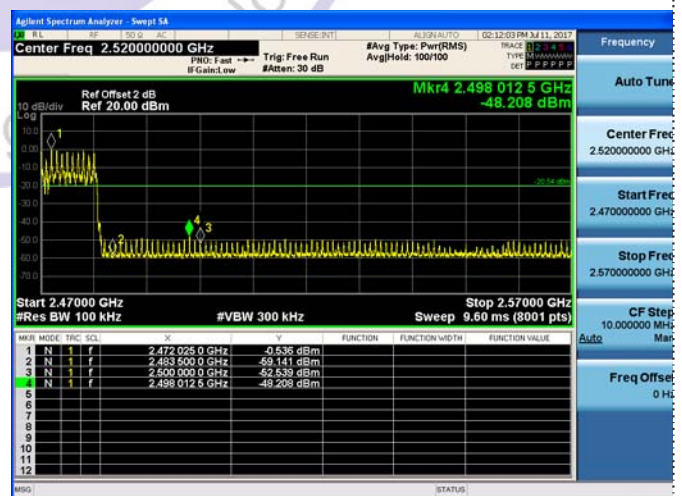 Agilent Spectrum Analyzer - Swept SA
RL RF 50 Ω AC SENSE:INT ALIGNAUTO 02:12:03 PM Jul 11, 2017
Center Freq 2.520000000 GHz
PNO: Fast Trig: Free Run
IFGain:Low #Atten: 30 dB
#Avg Type: Pwr(RMS)
Avg|Hold: 100/100
TRACE 1 2 3 4 5 6
TYPE MWWWWW
DET P P P P P P
Frequency
Auto Tune
Ref Offset 2 dB
10 dB/div Ref 20.00 dBm
Mkr4 2.498 012 5 GHz
-48.208 dBm
Log
10.0
0.00
-10.0
-20.0
-30.0
-40.0
-50.0
-60.0
-70.0
1
2
4
3
-20.54 dBm
Center Freq
2.520000000 GHz
Start Freq
2.470000000 GHz
Stop Freq
2.570000000 GHz
CF Step
10.000000 MHz
Auto Man
Freq Offset
0 Hz
Start 2.47000 GHz Stop 2.57000 GHz
#Res BW 100 kHz #VBW 300 kHz Sweep 9.60 ms (8001 pts)
MKR MODE TRC SCL X Y FUNCTION FUNCTION WIDTH FUNCTION VALUE
1 N 1 f 2.472 025 0 GHz -0.536 dBm
2 N 1 f 2.483 500 0 GHz -59.141 dBm
3 N 1 f 2.500 000 0 GHz -52.539 dBm
4 N 1 f 2.498 012 5 GHz -48.208 dBm
5
6
7
8
9
10
11
12
MSG STATUS